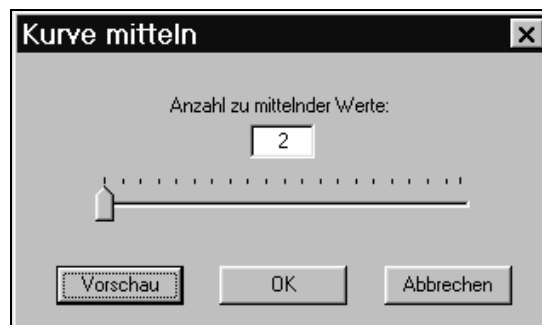 Kurve mitteln
Anzahl zu mittelnder Werte:
2
Vorschau OK Abbrechen